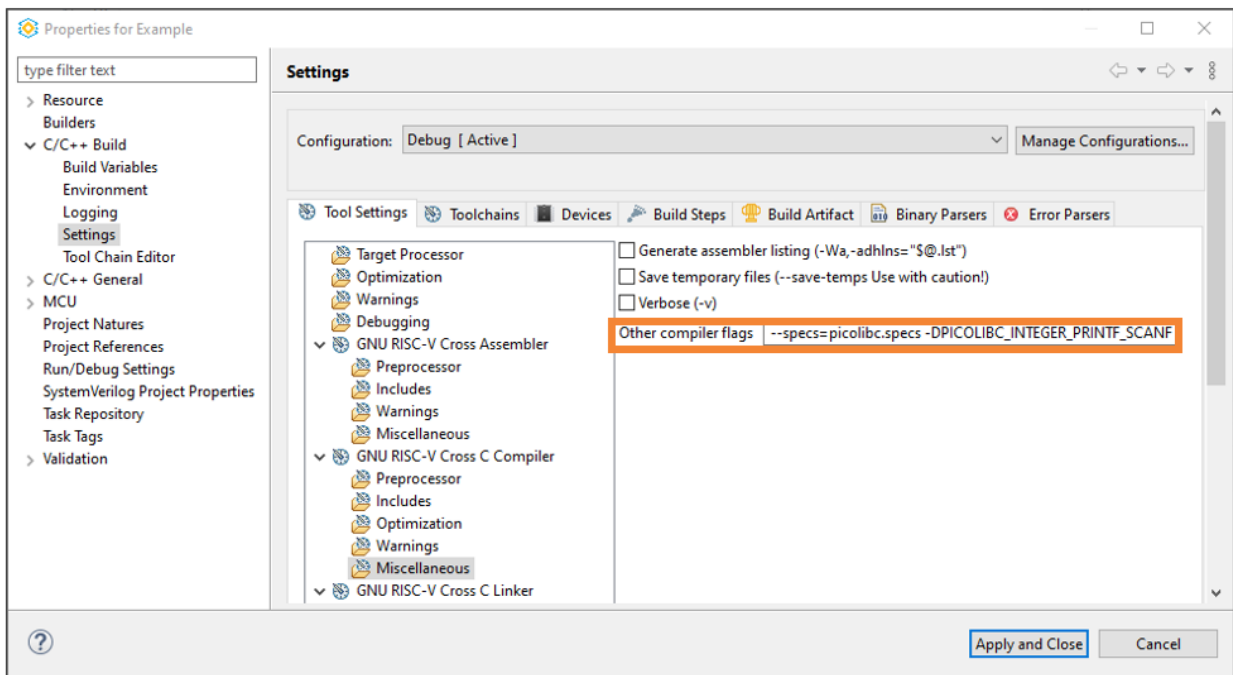 Properties for Example
type filter text
Resource
Builders
C/C++ Build
Build Variables
Environment
Logging
Settings
Tool Chain Editor
C/C++ General
MCU
Project Natures
Project References
Run/Debug Settings
SystemVerilog Project Properties
Task Repository
Task Tags
Validation
Settings
Configuration: Debug [ Active ] Manage Configurations...
Tool Settings Toolchains Devices Build Steps Build Artifact Binary Parsers Error Parsers
Target Processor
Optimization
Warnings
Debugging
GNU RISC-V Cross Assembler
Preprocessor
Includes
Warnings
Miscellaneous
GNU RISC-V Cross C Compiler
Preprocessor
Includes
Optimization
Warnings
Miscellaneous
GNU RISC-V Cross C Linker
Generate assembler listing (-Wa,-adhlns="$@.lst")
Save temporary files (--save-temps Use with caution!)
Verbose (-v)
Other compiler flags --specs=picolibc.specs -DPICOLIBC_INTEGER_PRINTF_SCANF
Apply and Close Cancel